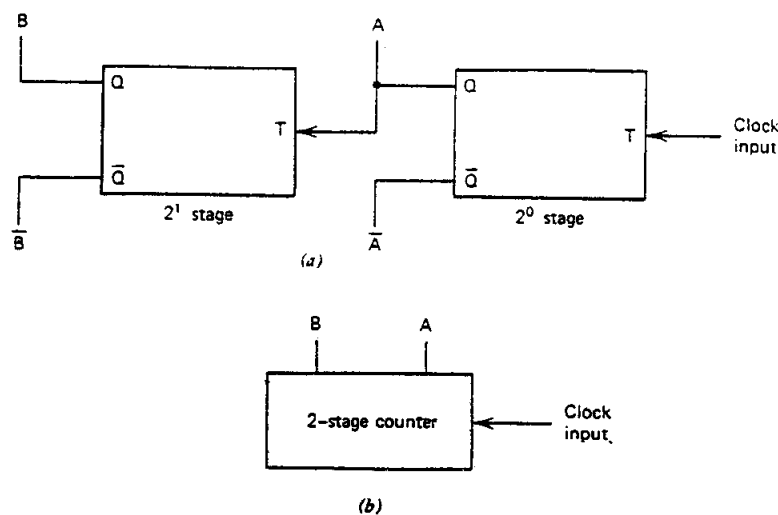 B
A
Q
Q
T
T
Clock
input
Q̅
Q̅
2¹ stage
2⁰ stage
B̅
A̅
(a)
B
A
2-stage counter
Clock
input
(b)